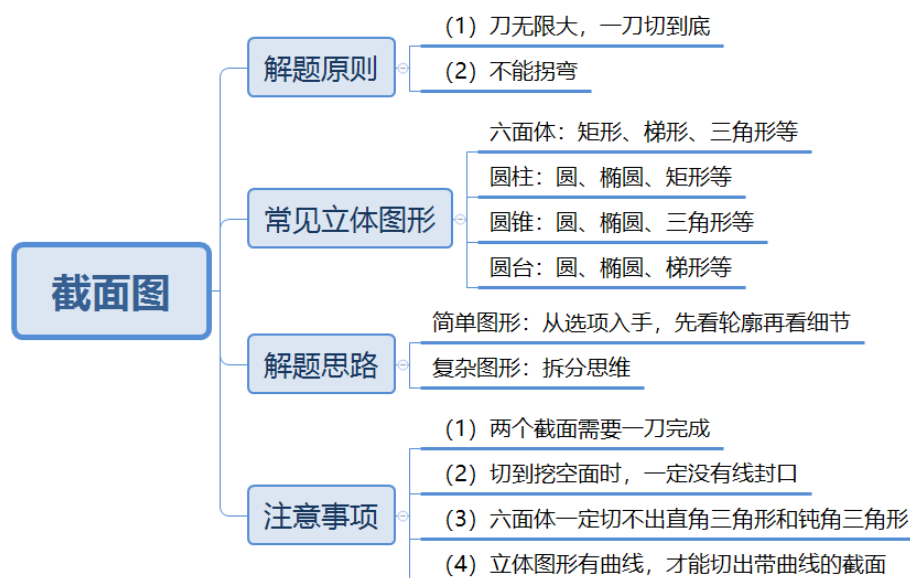 截面图
解题原则
（1）刀无限大，一刀切到底
（2）不能拐弯
常见立体图形
六面体：矩形、梯形、三角形等
圆柱：圆、椭圆、矩形等
圆锥：圆、椭圆、三角形等
圆台：圆、椭圆、梯形等
解题思路
简单图形：从选项入手，先看轮廓再看细节
复杂图形：拆分思维
注意事项
（1）两个截面需要一刀完成
（2）切到挖空面时，一定没有线封口
（3）六面体一定切不出直角三角形和钝角三角形
（4）立体图形有曲线，才能切出带曲线的截面